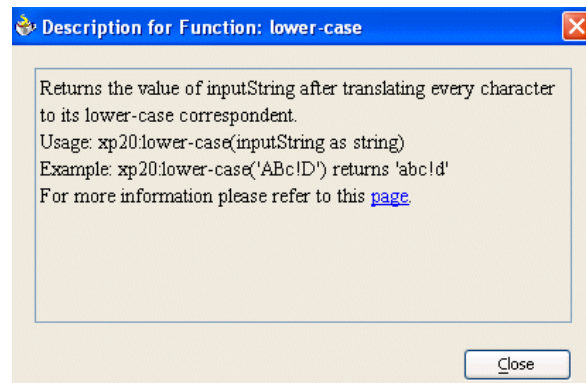 Description for Function: lower-case
Returns the value of inputString after translating every character
to its lower-case correspondent.
Usage: xp20:lower-case(inputString as string)
Example: xp20:lower-case('ABc!D') returns 'abc!d'
For more information please refer to this page.
Close